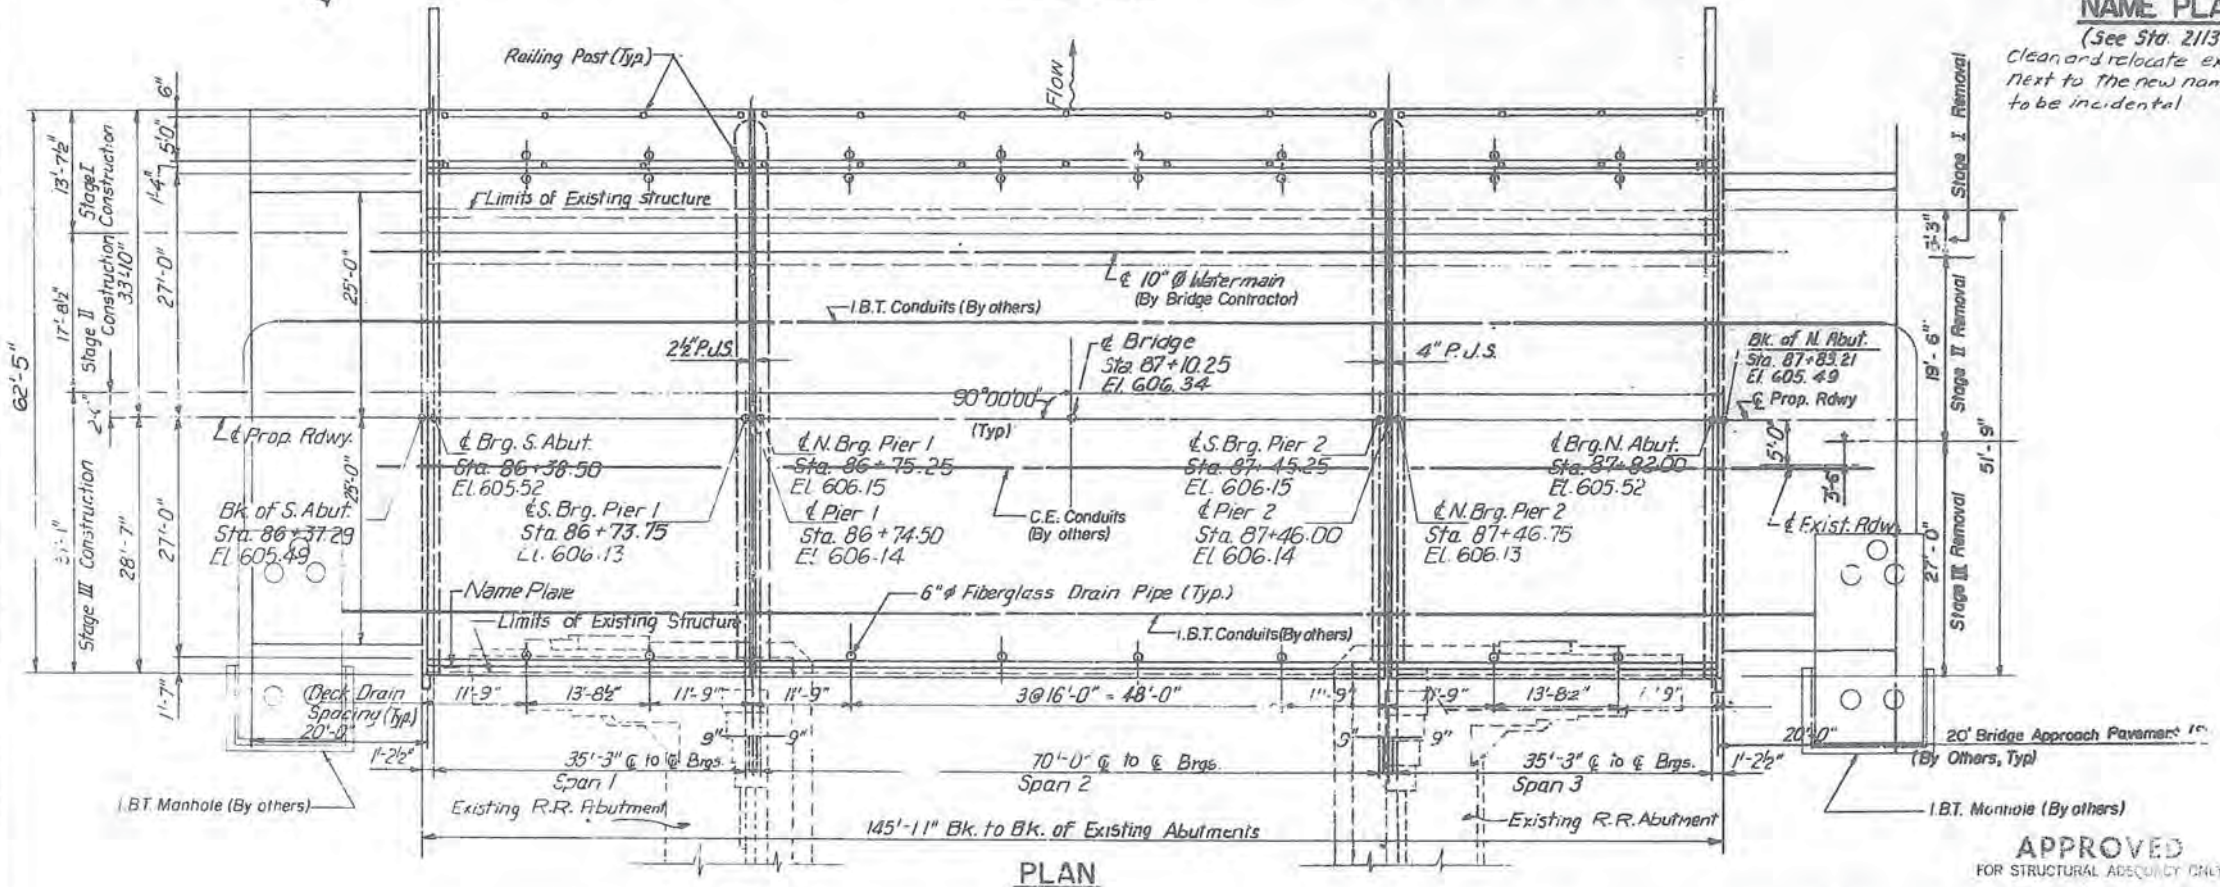 NAME PLA
(See Sta. 2113
Clean and relocate ex
next to the new nam
to be incidental
Railing Post (Typ.)
Flow
6"
5'-0"
1'-4"
27'-0"
13'-7½"
Stage I
Construction
17'-8½"
Stage II
Construction
33'-10"
62'-5"
25'-0"
Limits of Existing structure
℄ 10" Ø Watermain
(By Bridge Contractor)
I.B.T. Conduits (By others)
2½" P.J.S.
℄ Bridge
Sta. 87+10.25
El. 606.34
4" P.J.S.
90°00'00"
(Typ)
Bk. of N. Abut.
Sta. 87+83.21
El. 605.49
℄ Prop. Rdwy
Stage I Removal
Stage II Removal
19'-6"
Stage III Removal
27'-0"
51'-9"
5'-0"
℄ Exist. Rdwy.
℄ Prop. Rdwy.
℄ Brg. S. Abut.
Sta. 86+38.50
El. 605.52
℄ N. Brg. Pier 1
Sta. 86+75.25
El. 606.15
℄ S. Brg. Pier 2
Sta. 87+45.25
El. 606.15
℄ Brg. N. Abut.
Sta. 87+82.00
El. 605.52
Bk of S. Abut.
Sta. 86+37.29
El. 605.49
℄ S. Brg. Pier 1
Sta. 86+73.75
El. 606.13
℄ Pier 1
Sta. 86+74.50
El. 606.14
C.E. Conduits
(By others)
℄ Pier 2
Sta. 87+46.00
El. 606.14
℄ N. Brg. Pier 2
Sta. 87+46.75
El. 606.13
Stage III Construction
28'-7"
27'-0"
25'-0"
1'-7"
Name Plate
Limits of Existing Structure
6" ø Fiberglass Drain Pipe (Typ.)
I.B.T. Conduits (By others)
(Deck Drain
Spacing (Typ.)
11'-9" 13'-8½" 11'-9" 11'-9" 3@16'-0" = 48'-0" 11'-9" 11'-9" 13'-8½"
20'-0"
9" 9" 9" 9"
20'-0"
20' Bridge Approach Pavement
(By Others, Typ)
1'-2½" 35'-3" ℄ to ℄ Brgs. 70'-0" ℄ to ℄ Brgs. 35'-3" ℄ to ℄ Brgs. 1'-2½"
Span 1 Span 2 Span 3
I.B.T. Manhole (By others)
Existing R.R. Abutment
Existing R.R. Abutment
I.B.T. Manhole (By others)
145'-11" Bk. to Bk. of Existing Abutments
PLAN
APPROVED
FOR STRUCTURAL ADEQUACY ONLY